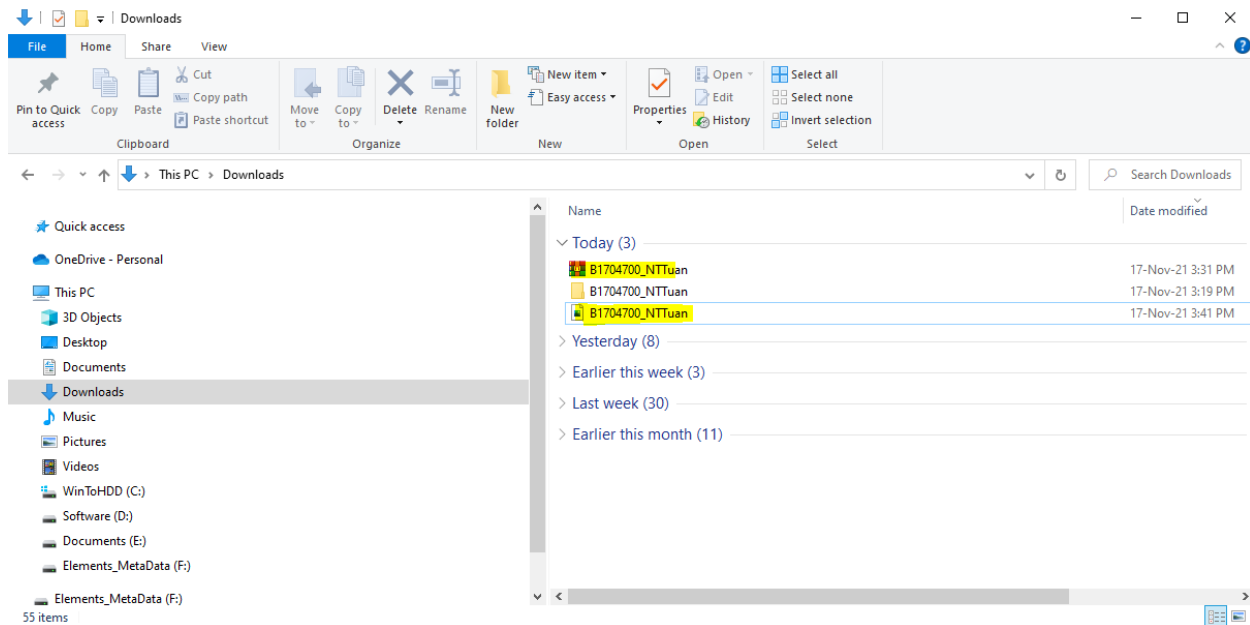 Downloads
File Home Share View
Pin to Quick access
Copy
Paste
Cut
Copy path
Paste shortcut
Clipboard
Move to
Copy to
Delete
Rename
Organize
New folder
New item
Easy access
New
Properties
Open
Edit
History
Open
Select all
Select none
Invert selection
Select
This PC > Downloads
Search Downloads
Quick access
OneDrive - Personal
This PC
3D Objects
Desktop
Documents
Downloads
Music
Pictures
Videos
WinToHDD (C:)
Software (D:)
Documents (E:)
Elements_MetaData (F:)
Elements_MetaData (F:)
Name Date modified
Today (3)
B1704700_NTTuan 17-Nov-21 3:31 PM
B1704700_NTTuan 17-Nov-21 3:19 PM
B1704700_NTTuan 17-Nov-21 3:41 PM
Yesterday (8)
Earlier this week (3)
Last week (30)
Earlier this month (11)
55 items